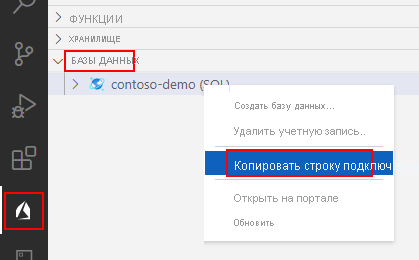 ФУНКЦИИ
ХРАНИЛИЩЕ
БАЗЫ ДАННЫХ
contoso-demo (SQL)
Создать базу данных...
Удалить учетную запись..
Копировать строку подключ
Открыть на портале
Обновить